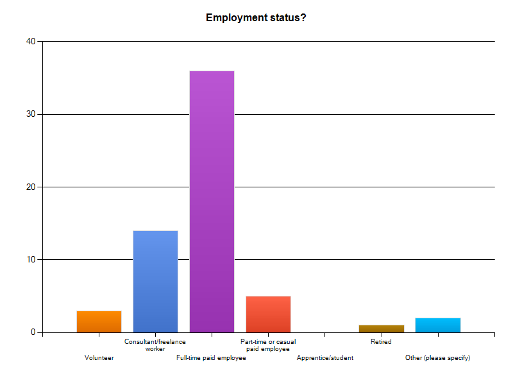 Employment status?
40
30
20
10
0
Volunteer
Consultant/freelance
worker
Full-time paid employee
Part-time or casual
paid employee
Apprentice/student
Retired
Other (please specify)